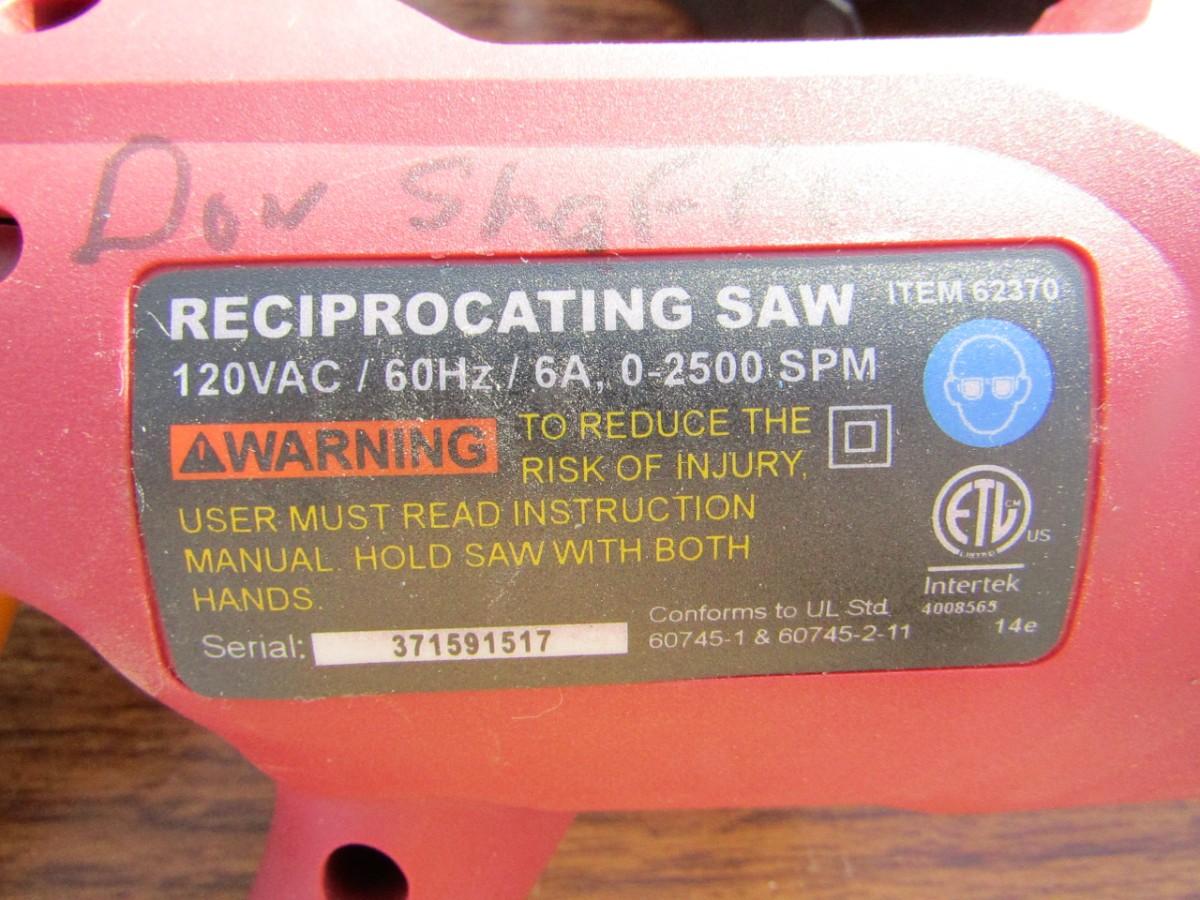 Don
RECIPROCATING SAW ITEM 62370
120VAC / 60Hz / 6A, 0-2500 SPM
WARNING TO REDUCE THE
RISK OF INJURY,
USER MUST READ INSTRUCTION
MANUAL. HOLD SAW WITH BOTH
HANDS.
ETL CM US
LISTED
Intertek
4008565
Conforms to UL Std.
60745-1 & 60745-2-11 14e
Serial: 371591517